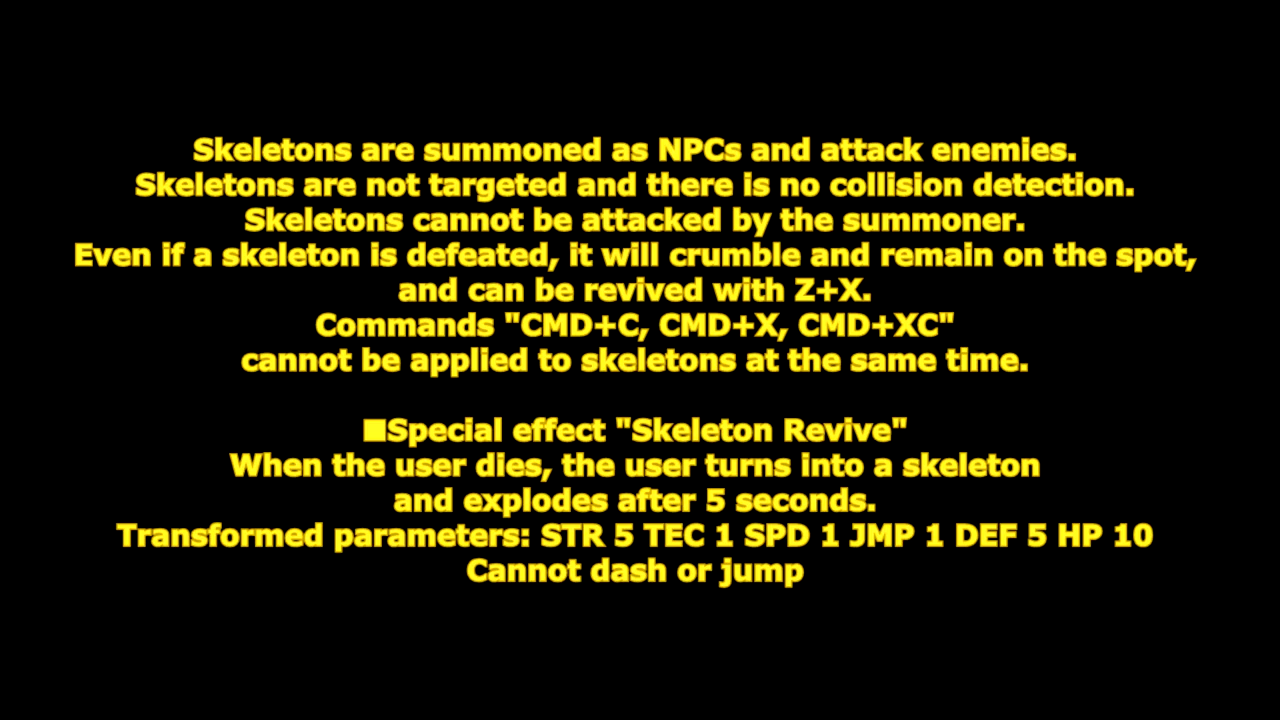 Skeletons are summoned as NPCs and attack enemies.
Skeletons are not targeted and there is no collision detection.
Skeletons cannot be attacked by the summoner.
Even if a skeleton is defeated, it will crumble and remain on the spot,
and can be revived with Z+X.
Commands "CMD+C, CMD+X, CMD+XC"
cannot be applied to skeletons at the same time.
■Special effect "Skeleton Revive"
When the user dies, the user turns into a skeleton
and explodes after 5 seconds.
Transformed parameters: STR 5 TEC 1 SPD 1 JMP 1 DEF 5 HP 10
Cannot dash or jump